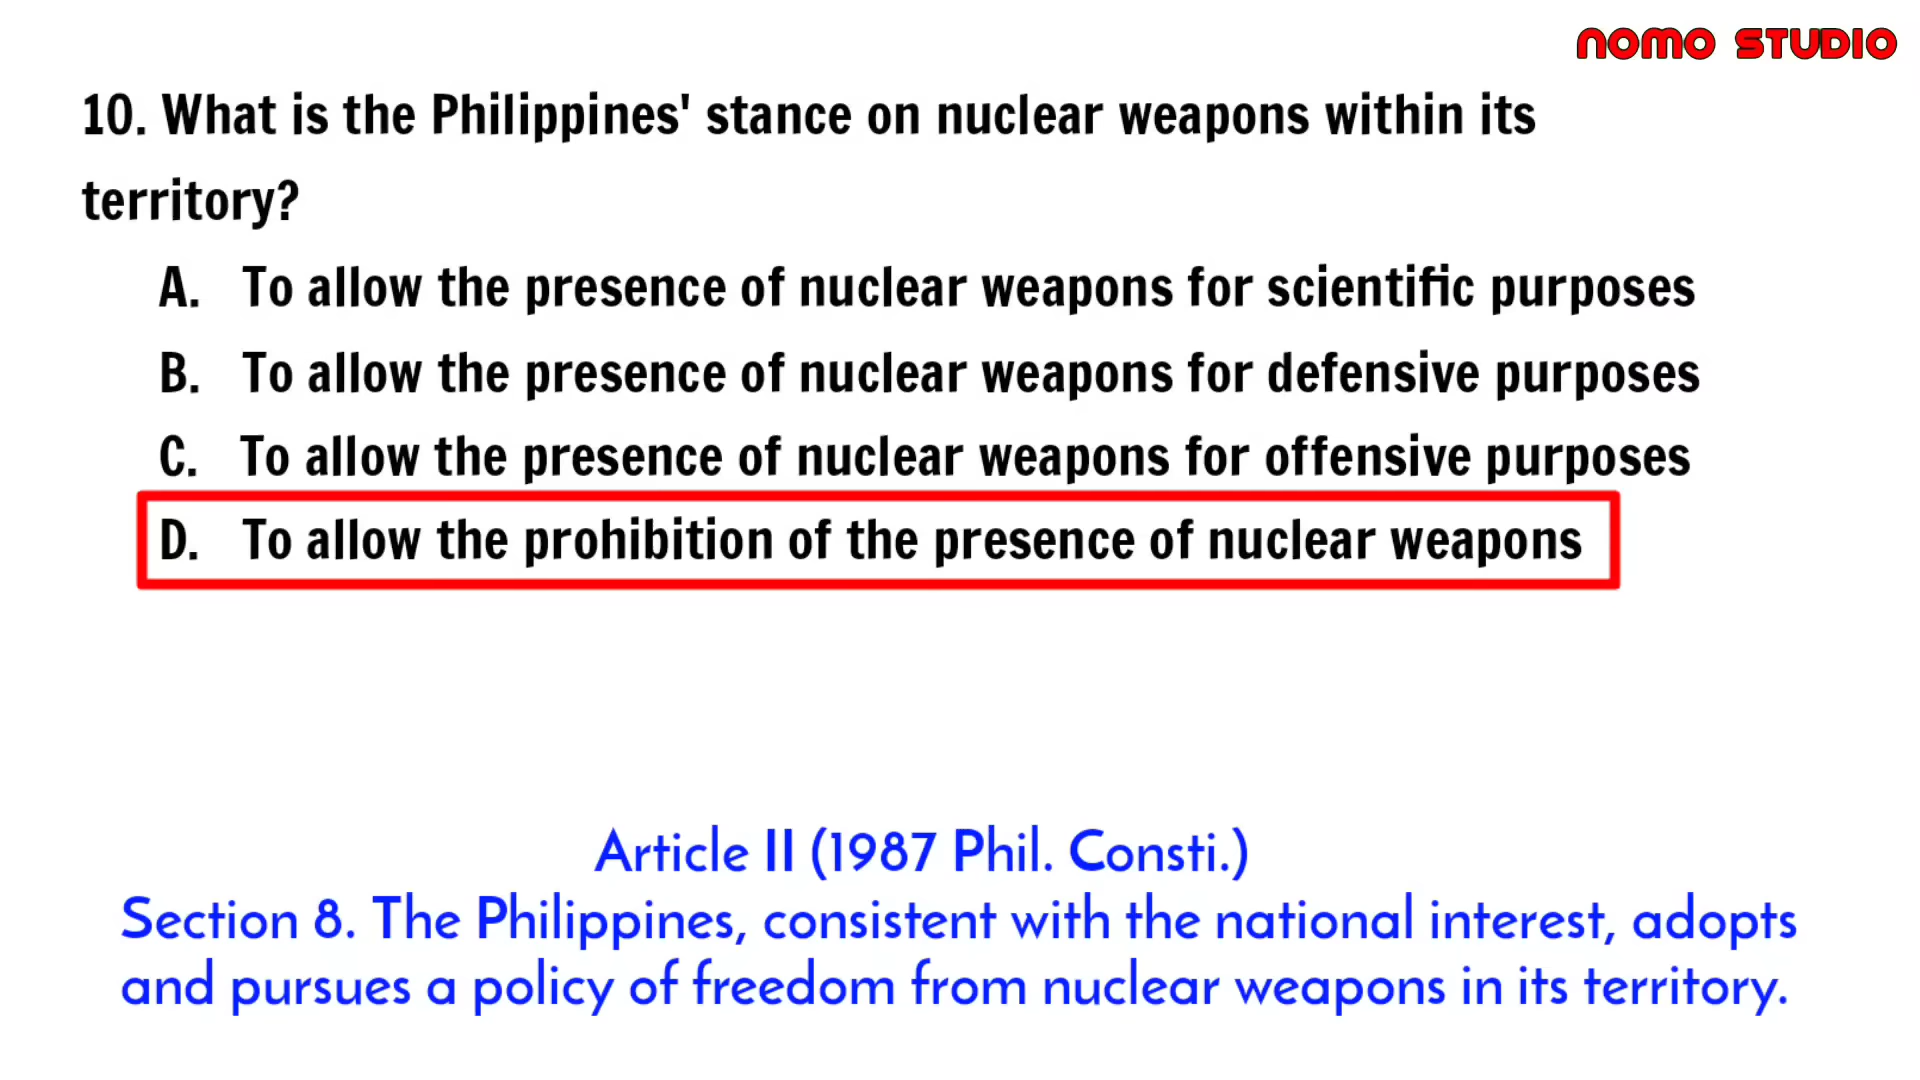 NOMO STUDIO
10. What is the Philippines' stance on nuclear weapons within its
territory?
A. To allow the presence of nuclear weapons for scientific purposes
B. To allow the presence of nuclear weapons for defensive purposes
C. To allow the presence of nuclear weapons for offensive purposes
D. To allow the prohibition of the presence of nuclear weapons
Article II (1987 Phil. Consti.)
Section 8. The Philippines, consistent with the national interest, adopts
and pursues a policy of freedom from nuclear weapons in its territory.